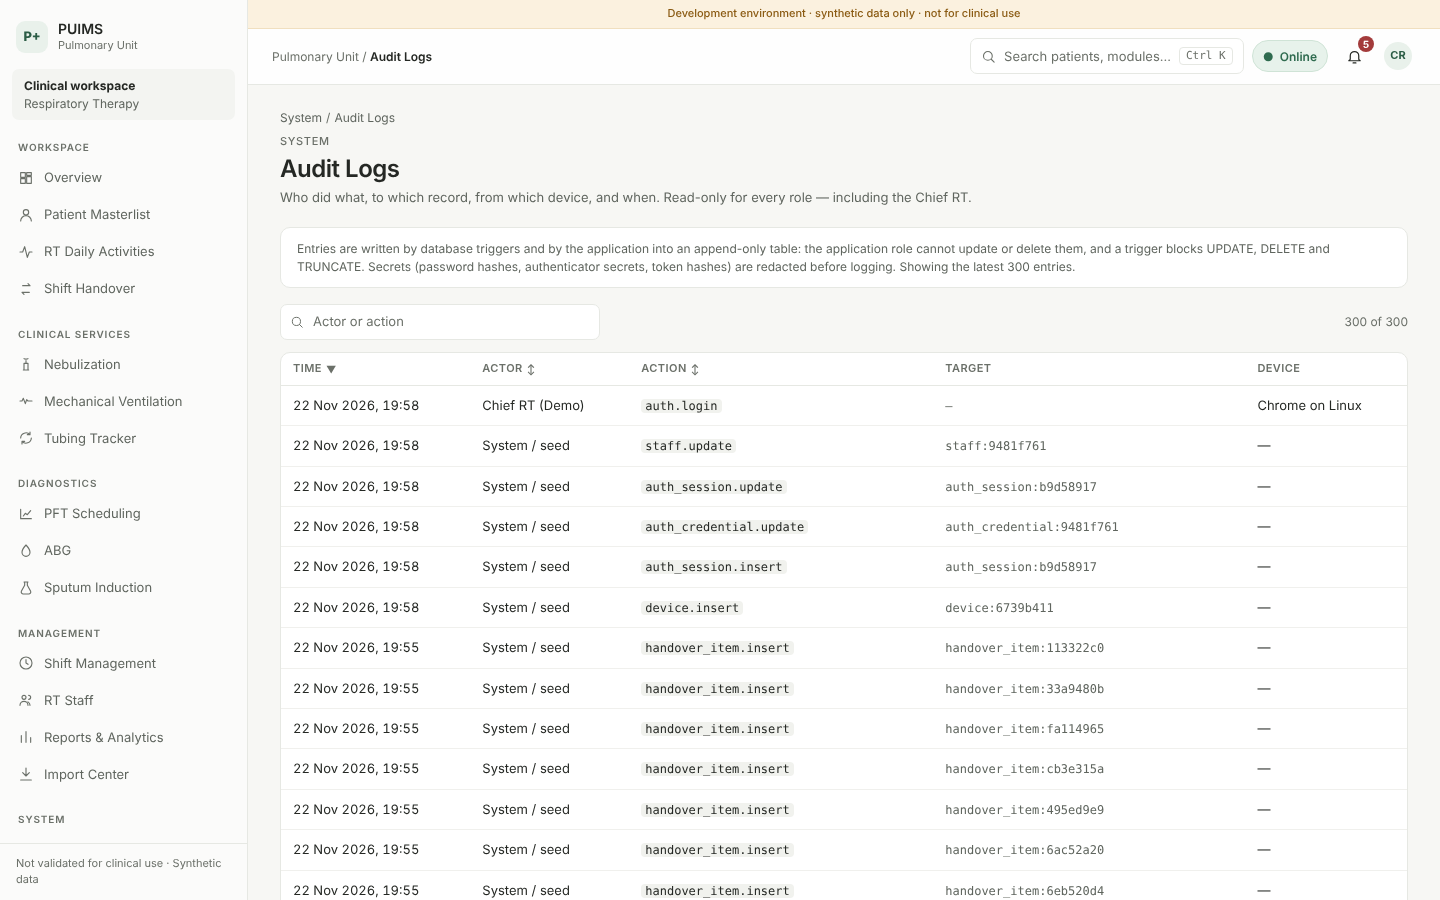 Development environment · synthetic data only · not for clinical use
P+
PUIMS
Pulmonary Unit
Clinical workspace
Respiratory Therapy
WORKSPACE
Overview
Patient Masterlist
RT Daily Activities
Shift Handover
CLINICAL SERVICES
Nebulization
Mechanical Ventilation
Tubing Tracker
DIAGNOSTICS
PFT Scheduling
ABG
Sputum Induction
MANAGEMENT
Shift Management
RT Staff
Reports & Analytics
Import Center
SYSTEM
Not validated for clinical use · Synthetic
data
Pulmonary Unit / Audit Logs
Search patients, modules... Ctrl K
Online
5
CR
System / Audit Logs
SYSTEM
Audit Logs
Who did what, to which record, from which device, and when. Read-only for every role — including the Chief RT.
Entries are written by database triggers and by the application into an append-only table: the application role cannot update or delete them, and a trigger blocks UPDATE, DELETE and
TRUNCATE. Secrets (password hashes, authenticator secrets, token hashes) are redacted before logging. Showing the latest 300 entries.
Actor or action
300 of 300
TIME ▼ ACTOR ↕ ACTION ↕ TARGET DEVICE
22 Nov 2026, 19:58 Chief RT (Demo) auth.login — Chrome on Linux
22 Nov 2026, 19:58 System / seed staff.update staff:9481f761 —
22 Nov 2026, 19:58 System / seed auth_session.update auth_session:b9d58917 —
22 Nov 2026, 19:58 System / seed auth_credential.update auth_credential:9481f761 —
22 Nov 2026, 19:58 System / seed auth_session.insert auth_session:b9d58917 —
22 Nov 2026, 19:58 System / seed device.insert device:6739b411 —
22 Nov 2026, 19:55 System / seed handover_item.insert handover_item:113322c0 —
22 Nov 2026, 19:55 System / seed handover_item.insert handover_item:33a9480b —
22 Nov 2026, 19:55 System / seed handover_item.insert handover_item:fa114965 —
22 Nov 2026, 19:55 System / seed handover_item.insert handover_item:cb3e315a —
22 Nov 2026, 19:55 System / seed handover_item.insert handover_item:495ed9e9 —
22 Nov 2026, 19:55 System / seed handover_item.insert handover_item:6ac52a20 —
22 Nov 2026, 19:55 System / seed handover_item.insert handover_item:6eb520d4 —